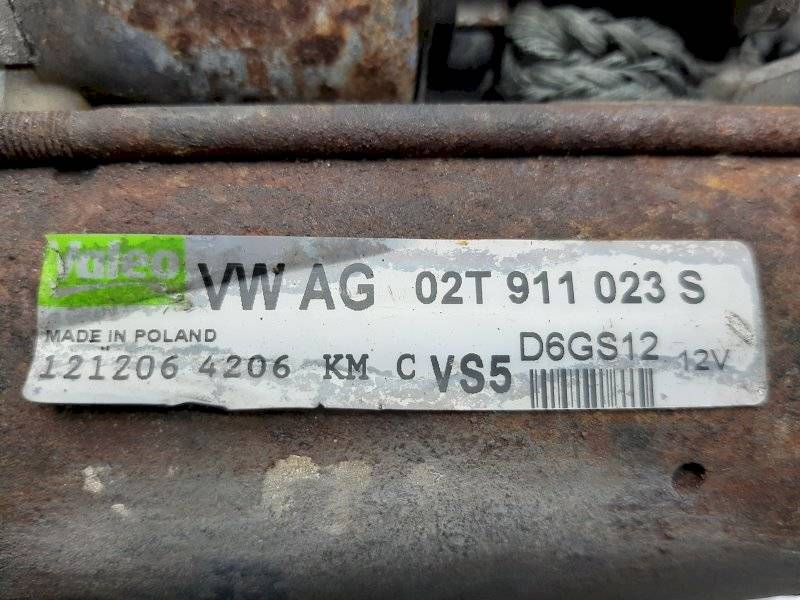 Valeo VW AG 02T 911 023 S
MADE IN POLAND
121206 4206 KM C VS5 D6GS12 12V